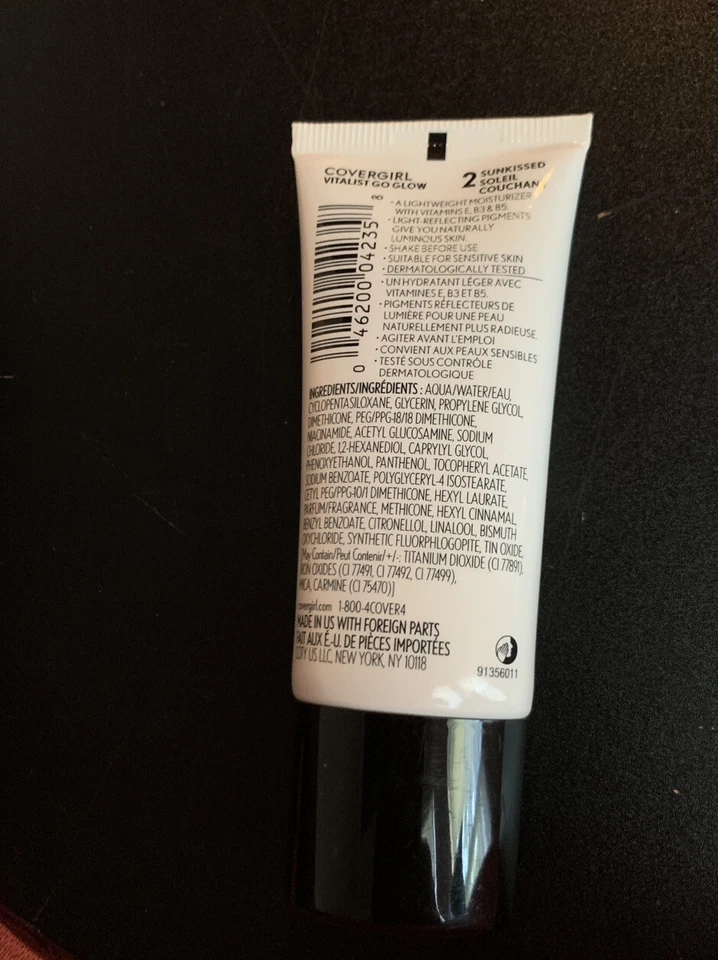 COVERGIRL
VITALIST GO GLOW
2 SUNKISSED
SOLEIL
COUCHAN
0 46200 04235 8
• A LIGHTWEIGHT MOISTURIZER
WITH VITAMINS E, B3 & B5.
• LIGHT-REFLECTING PIGMENTS
GIVE YOU NATURALLY
LUMINOUS SKIN.
• SHAKE BEFORE USE
• SUITABLE FOR SENSITIVE SKIN
• DERMATOLOGICALLY TESTED
• UN HYDRATANT LÉGER AVEC
VITAMINES E, B3 ET B5.
• PIGMENTS RÉFLECTEURS DE
LUMIÈRE POUR UNE PEAU
NATURELLEMENT PLUS RADIEUSE.
• AGITER AVANT L'EMPLOI
• CONVIENT AUX PEAUX SENSIBLES
• TESTÉ SOUS CONTRÔLE
DERMATOLOGIQUE
INGREDIENTS/INGRÉDIENTS : AQUA/WATER/EAU,
CYCLOPENTASILOXANE, GLYCERIN, PROPYLENE GLYCOL,
DIMETHICONE, PEG/PPG-18/18 DIMETHICONE,
NIACINAMIDE, ACETYL GLUCOSAMINE, SODIUM
CHLORIDE, 1,2-HEXANEDIOL, CAPRYLYL GLYCOL,
PHENOXYETHANOL, PANTHENOL, TOCOPHERYL ACETATE,
SODIUM BENZOATE, POLYGLYCERYL-4 ISOSTEARATE,
CETYL PEG/PPG-10/1 DIMETHICONE, HEXYL LAURATE,
PARFUM/FRAGRANCE, METHICONE, HEXYL CINNAMAL,
BENZYL BENZOATE, CITRONELLOL, LINALOOL, BISMUTH
OXYCHLORIDE, SYNTHETIC FLUORPHLOGOPITE, TIN OXIDE,
May Contain/Peut Contenir/+/-: TITANIUM DIOXIDE (CI 77891),
IRON OXIDES (CI 77491, CI 77492, CI 77499),
MICA, CARMINE (CI 75470)]
covergirl.com 1-800-4COVER4
MADE IN US WITH FOREIGN PARTS
FAIT AUX É.-U. DE PIÈCES IMPORTÉES
COTY US LLC, NEW YORK, NY 10118
91356011